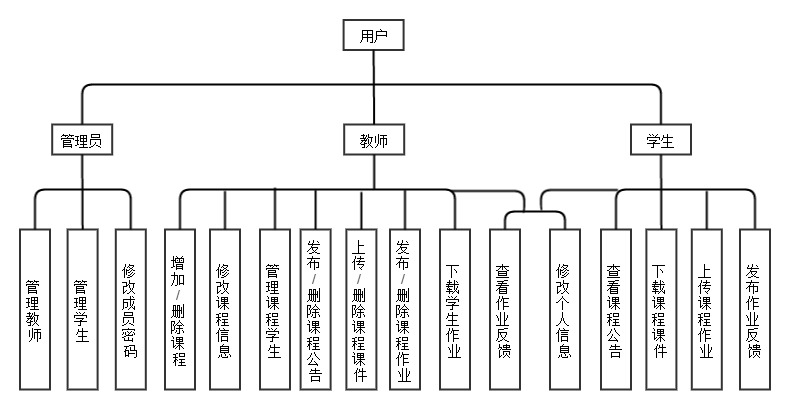 用户
管理员
教师
学生
管理教师
管理学生
修改成员密码
增加/删除课程
修改课程信息
管理课程学生
发布/删除课程公告
上传/删除课程课件
发布/删除课程作业
下载学生作业
查看作业反馈
修改个人信息
查看课程公告
下载课程课件
上传课程作业
发布作业反馈